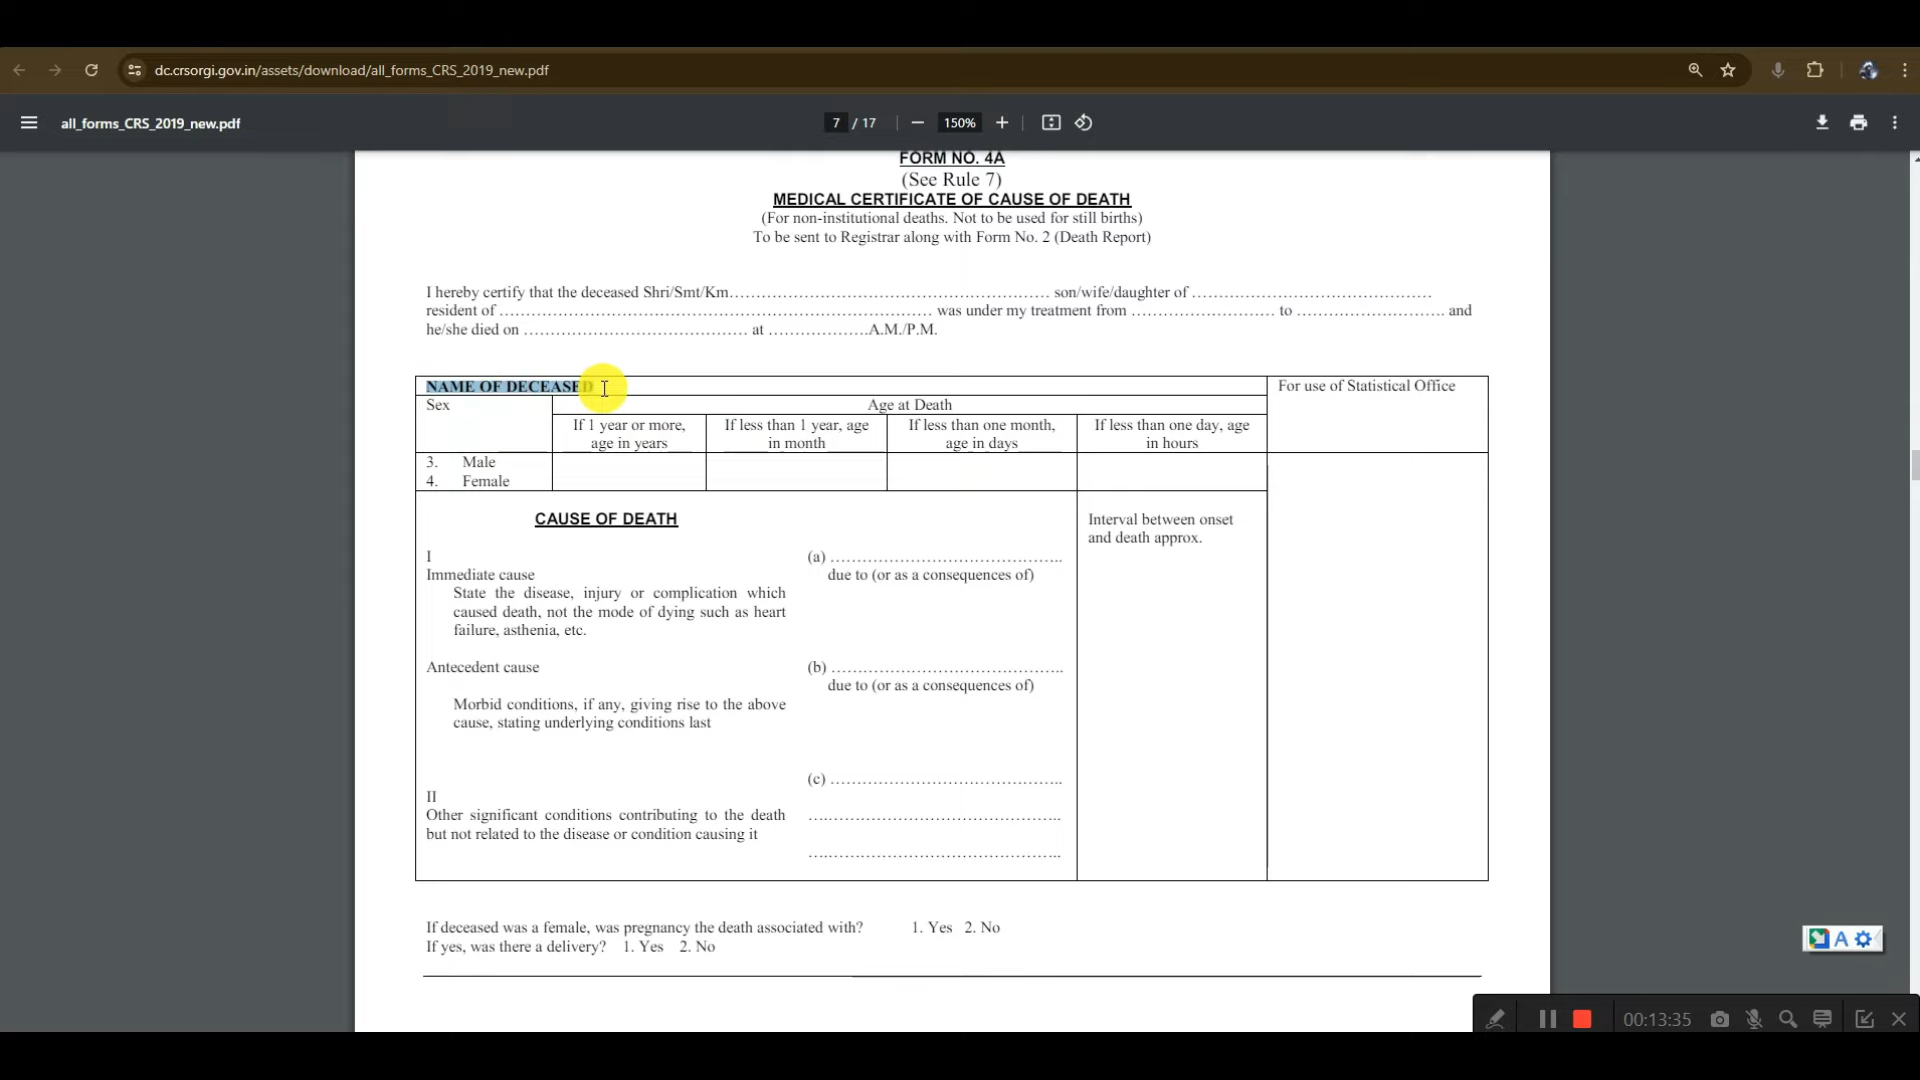 dc.crsorgi.gov.in/assets/download/all_forms_CRS_2019_new.pdf
all_forms_CRS_2019_new.pdf
7 / 17
150%
FORM NO. 4A
(See Rule 7)
MEDICAL CERTIFICATE OF CAUSE OF DEATH
(For non-institutional deaths. Not to be used for still births)
To be sent to Registrar along with Form No. 2 (Death Report)
I hereby certify that the deceased Shri/Smt/Km…………………………………………… son/wife/daughter of ………………………………………
resident of ………………………………………………………………… was under my treatment from ……………………… to ……………………. and
he/she died on ………………………………… at ……………….A.M./P.M.
NAME OF DECEASED
For use of Statistical Office
Sex
Age at Death
If 1 year or more, age in years
If less than 1 year, age in month
If less than one month, age in days
If less than one day, age in hours
3. Male
4. Female
CAUSE OF DEATH
Interval between onset
and death approx.
I
(a) …………………………………..
Immediate cause
due to (or as a consequences of)
State the disease, injury or complication which
caused death, not the mode of dying such as heart
failure, asthenia, etc.
Antecedent cause
(b) …………………………………..
due to (or as a consequences of)
Morbid conditions, if any, giving rise to the above
cause, stating underlying conditions last
(c) …………………………………..
II
Other significant conditions contributing to the death
but not related to the disease or condition causing it
……………………………………..
……………………………………..
If deceased was a female, was pregnancy the death associated with? 1. Yes 2. No
If yes, was there a delivery? 1. Yes 2. No
A
00:13:35